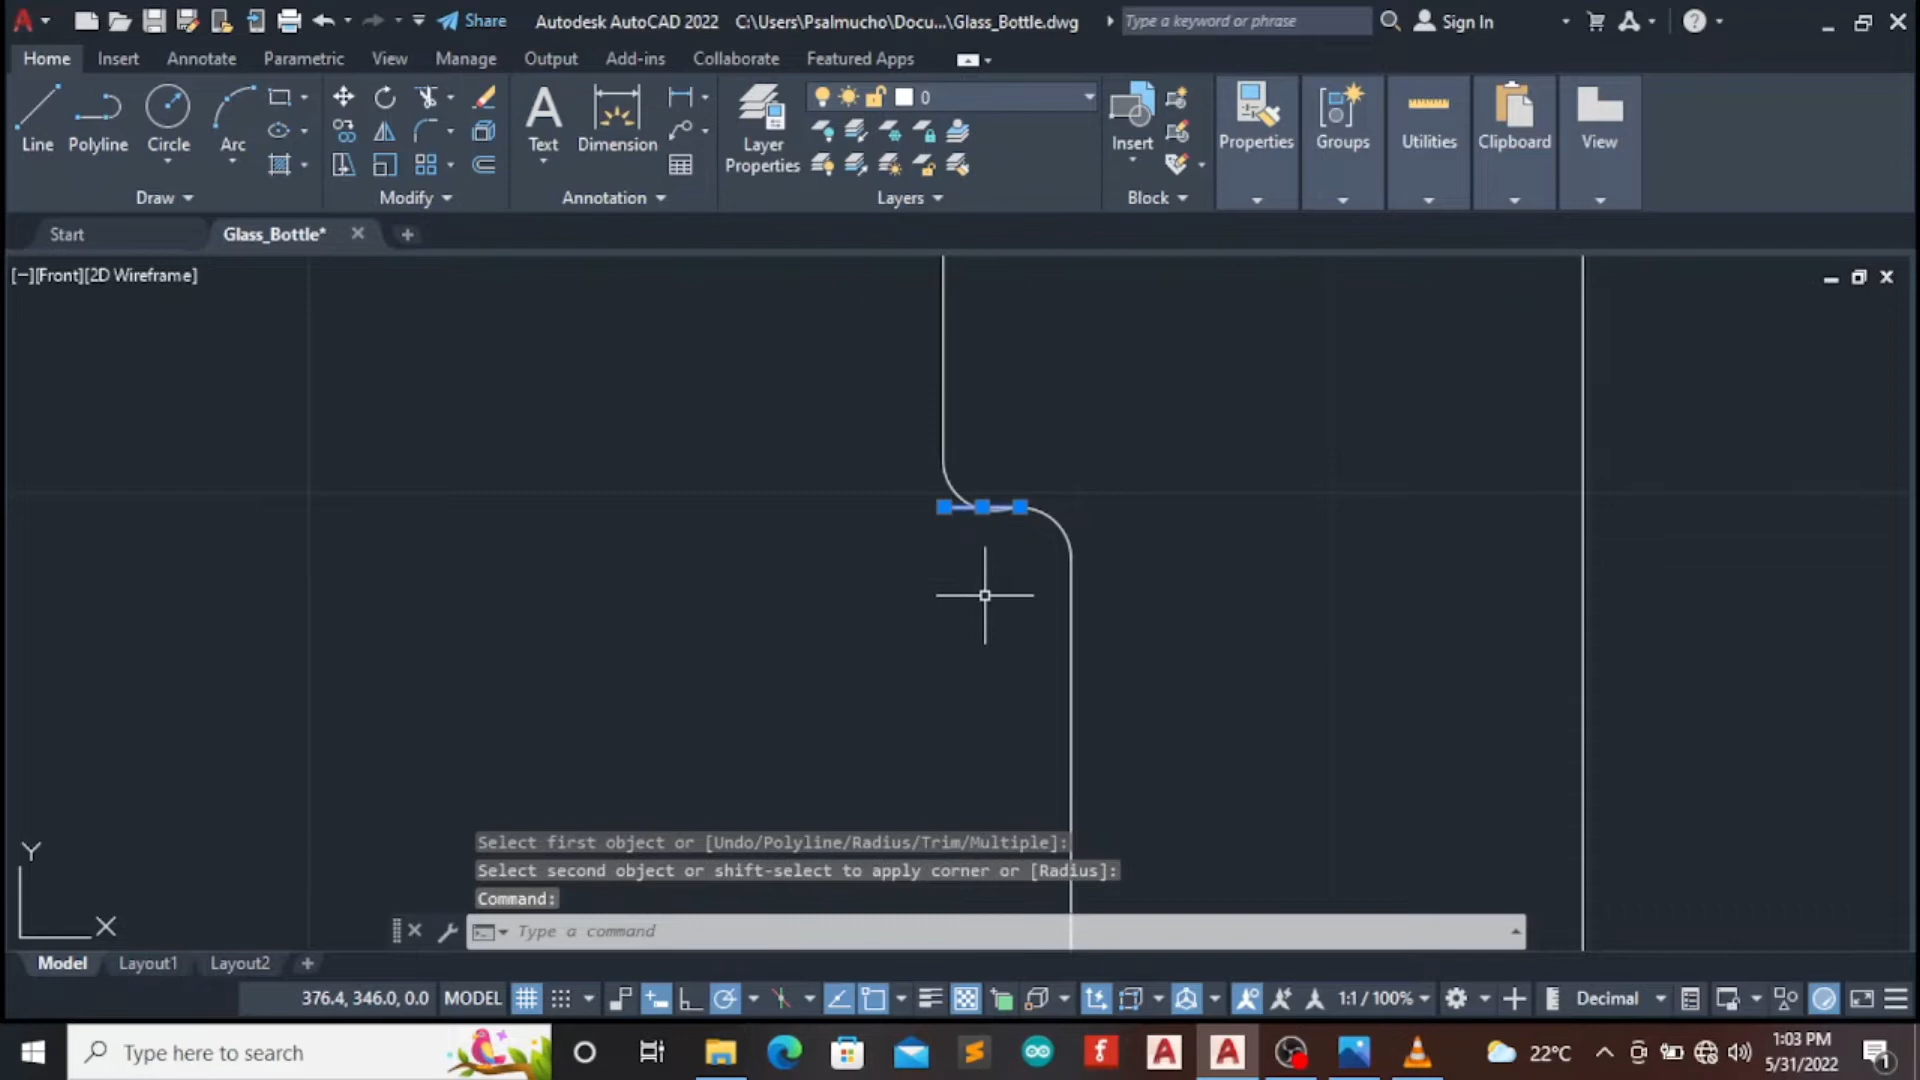 Share
Autodesk AutoCAD 2022 C:\Users\Psalmucho\Docu...\Glass_Bottle.dwg
Type a keyword or phrase
Sign In
Home Insert Annotate Parametric View Manage Output Add-ins Collaborate Featured Apps
Line Polyline Circle Arc
Text Dimension
Layer Properties
0
Insert
Properties Groups Utilities Clipboard View
Draw Modify Annotation Layers Block
Start Glass_Bottle*
[−][Front][2D Wireframe]
Y
X
Select first object or [Undo/Polyline/Radius/Trim/Multiple]:
Select second object or shift-select to apply corner or [Radius]:
Command:
Type a command
Model Layout1 Layout2
376.4, 346.0, 0.0 MODEL 1:1 / 100% Decimal
Type here to search
22°C
1:03 PM
5/31/2022
1